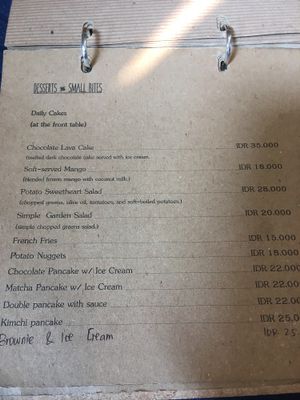 DESSERTS & SMALL BITES
Daily Cakes
(at the front table)
Chocolate Lava Cake IDR 35.000
(melted dark chocolate cake served with ice cream.
Soft-served Mango IDR 18.000
(blended frozen mango with coconut milk.)
Potato Sweetheart Salad IDR 28.000
(chopped greens, olive oil, tomatoes, and soft-boiled potatoes.)
Simple Garden Salad IDR 20.000
(simple chopped greens salad.)
French Fries IDR 15.000
Potato Nuggets IDR 18.000
Chocolate Pancake w/ Ice Cream IDR 22.000
Matcha Pancake w/ Ice Cream IDR 22.00
Double pancake with sauce IDR 22.00
Kimchi pancake IDR 25.0
Brownie & Ice Cream IDR 25